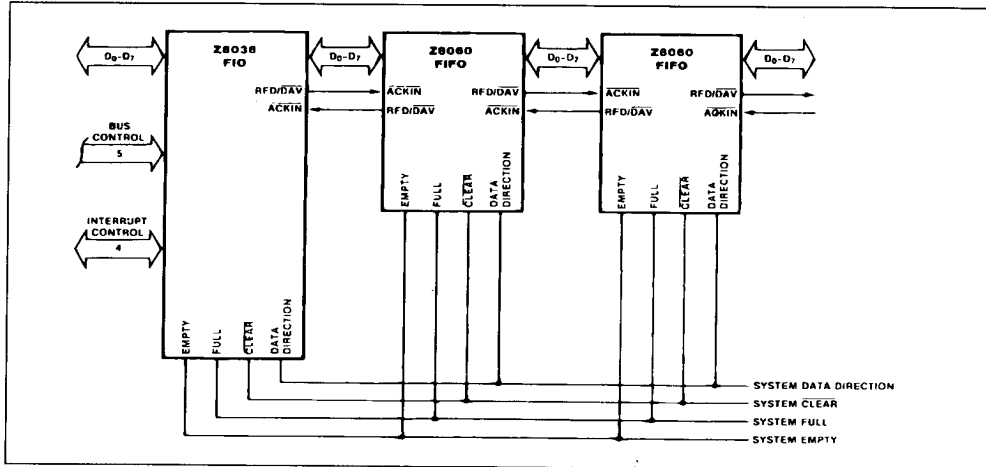 Z8038
FIO
D0-D7
D0-D7
RFD/DAV
ACKIN
BUS
CONTROL
5
INTERRUPT
CONTROL
4
EMPTY
FULL
CLEAR
DATA
DIRECTION
Z8060
FIFO
D0-D7
ACKIN
RFD/DAV
RFD/DAV
ACKIN
EMPTY
FULL
CLEAR
DATA
DIRECTION
Z8060
FIFO
D0-D7
ACKIN
RFD/DAV
RFD/DAV
ACKIN
EMPTY
FULL
CLEAR
DATA
DIRECTION
SYSTEM DATA DIRECTION
SYSTEM CLEAR
SYSTEM FULL
SYSTEM EMPTY